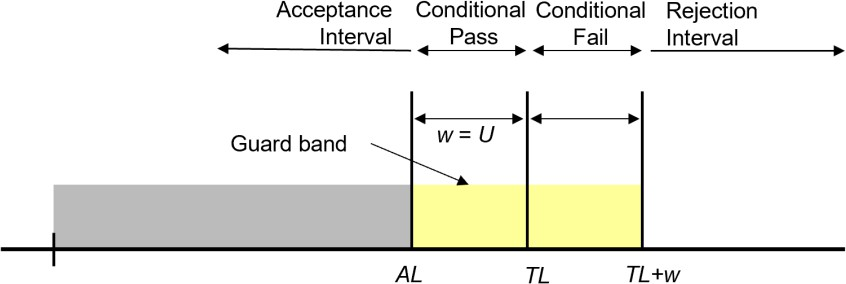 Acceptance
Interval
Conditional
Pass
Conditional
Fail
Rejection
Interval
w = U
Guard band
AL
TL
TL+w